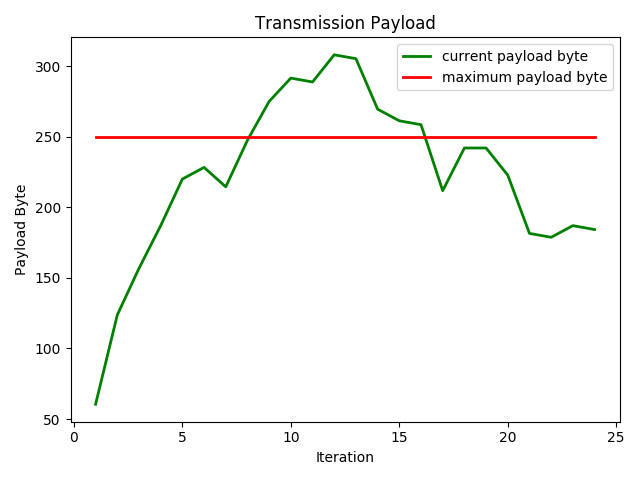 Transmission Payload
current payload byte
maximum payload byte
300
250
200
150
100
50
Payload Byte
0
5
10
15
20
25
Iteration